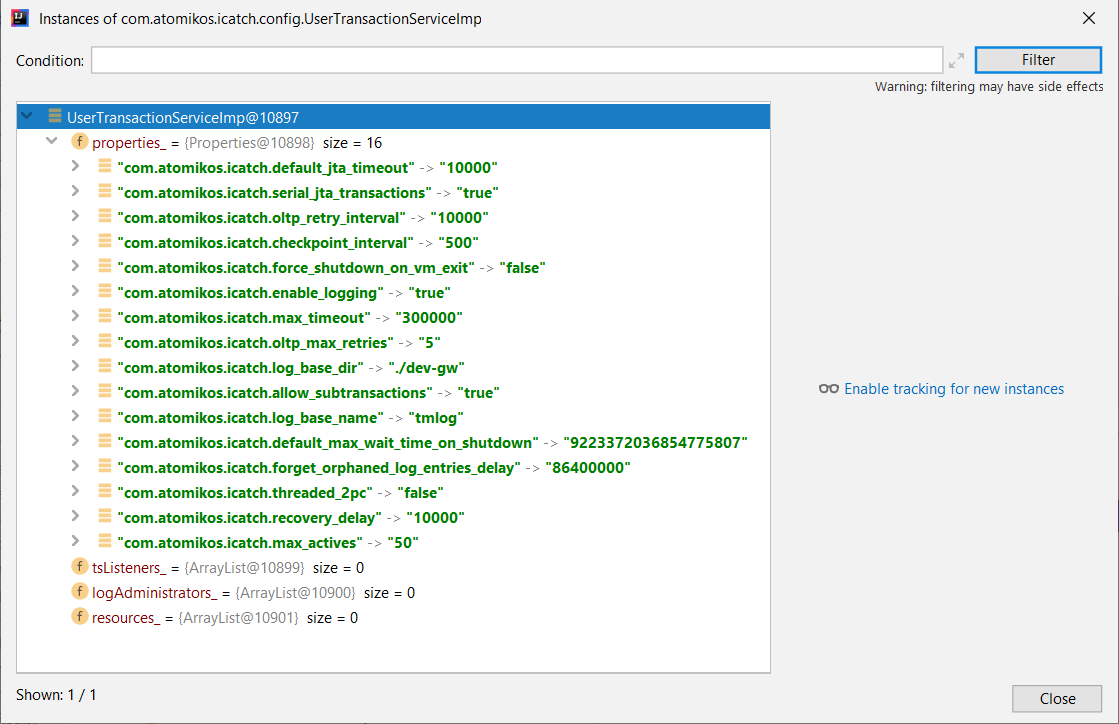 Instances of com.atomikos.icatch.config.UserTransactionServiceImp
Condition:
Filter
Warning: filtering may have side effects
UserTransactionServiceImp@10897
f properties_ = {Properties@10898} size = 16
"com.atomikos.icatch.default_jta_timeout" -> "10000"
"com.atomikos.icatch.serial_jta_transactions" -> "true"
"com.atomikos.icatch.oltp_retry_interval" -> "10000"
"com.atomikos.icatch.checkpoint_interval" -> "500"
"com.atomikos.icatch.force_shutdown_on_vm_exit" -> "false"
"com.atomikos.icatch.enable_logging" -> "true"
"com.atomikos.icatch.max_timeout" -> "300000"
"com.atomikos.icatch.oltp_max_retries" -> "5"
"com.atomikos.icatch.log_base_dir" -> "./dev-gw"
"com.atomikos.icatch.allow_subtransactions" -> "true"
"com.atomikos.icatch.log_base_name" -> "tmlog"
"com.atomikos.icatch.default_max_wait_time_on_shutdown" -> "9223372036854775807"
"com.atomikos.icatch.forget_orphaned_log_entries_delay" -> "86400000"
"com.atomikos.icatch.threaded_2pc" -> "false"
"com.atomikos.icatch.recovery_delay" -> "10000"
"com.atomikos.icatch.max_actives" -> "50"
f tsListeners_ = {ArrayList@10899} size = 0
f logAdministrators_ = {ArrayList@10900} size = 0
f resources_ = {ArrayList@10901} size = 0
Enable tracking for new instances
Shown: 1 / 1
Close